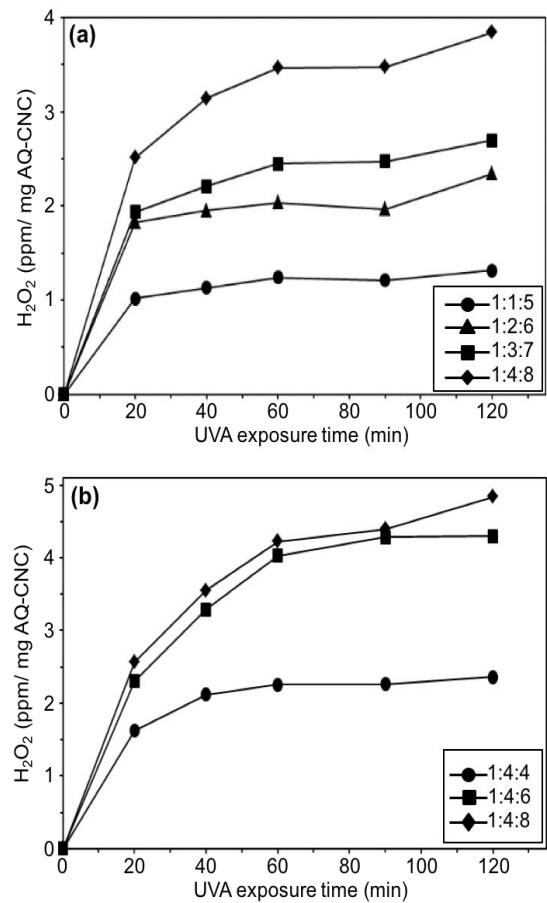 (a)
H₂O₂ (ppm/ mg AQ-CNC)
4
3
2
1
0
0 20 40 60 80 100 120
UVA exposure time (min)
1:1:5
1:2:6
1:3:7
1:4:8
(b)
H₂O₂ (ppm/ mg AQ-CNC)
5
4
3
2
1
0
0 20 40 60 80 100 120
UVA exposure time (min)
1:4:4
1:4:6
1:4:8